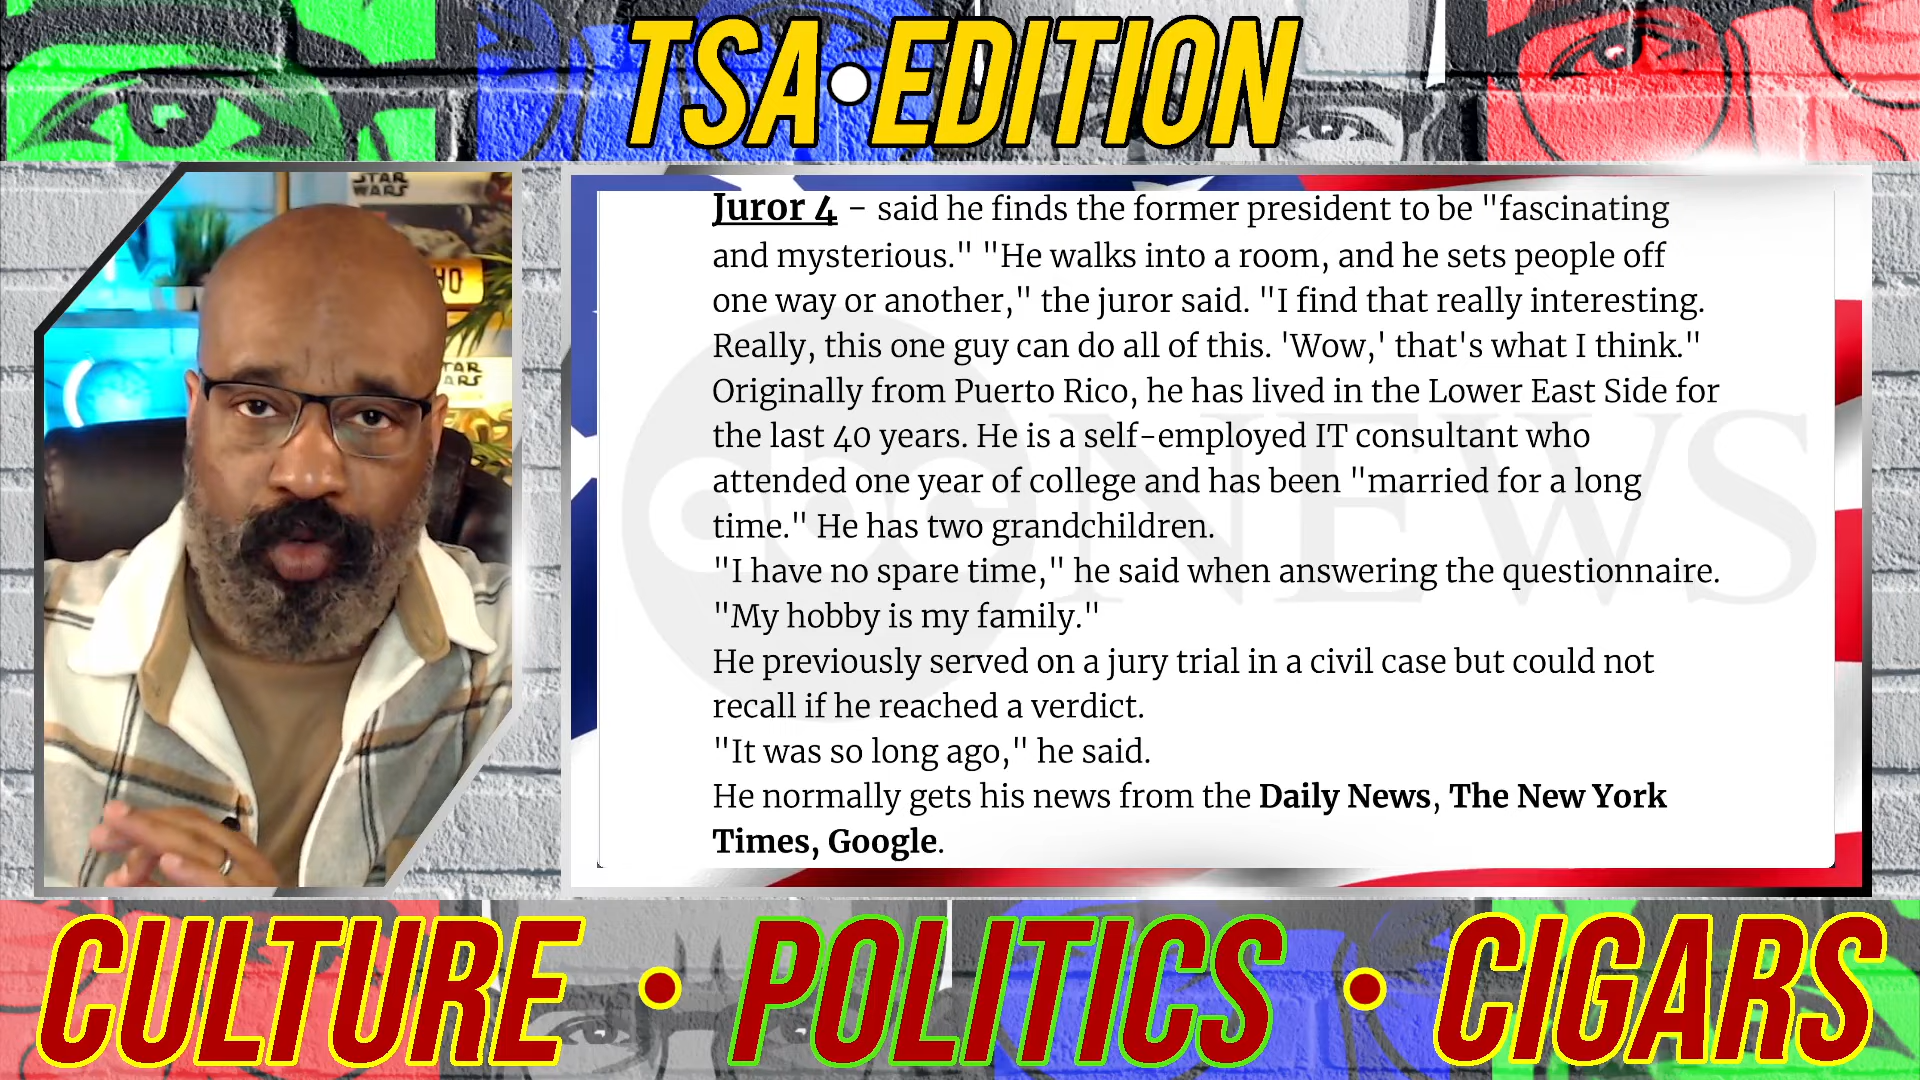 TSA•EDITION
STAR
WARS
HO
TAR
ARS
Juror 4 – said he finds the former president to be "fascinating
and mysterious." "He walks into a room, and he sets people off
one way or another," the juror said. "I find that really interesting.
Really, this one guy can do all of this. 'Wow,' that's what I think."
Originally from Puerto Rico, he has lived in the Lower East Side for
the last 40 years. He is a self-employed IT consultant who
attended one year of college and has been "married for a long
time." He has two grandchildren.
"I have no spare time," he said when answering the questionnaire.
"My hobby is my family."
He previously served on a jury trial in a civil case but could not
recall if he reached a verdict.
"It was so long ago," he said.
He normally gets his news from the Daily News, The New York
Times, Google.
abc NEWS
CULTURE • POLITICS • CIGARS